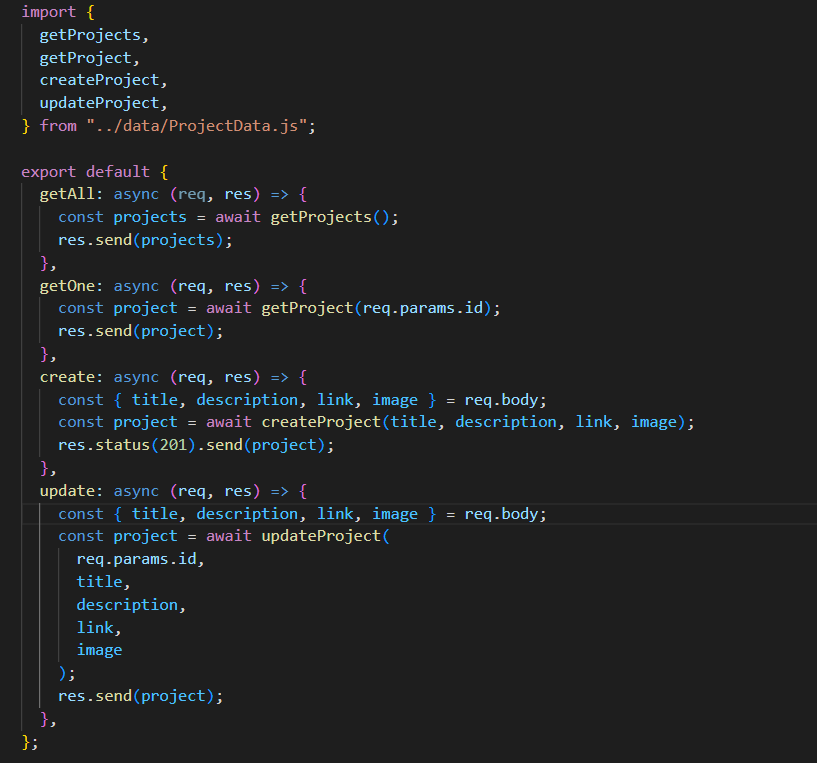 import {
  getProjects,
  getProject,
  createProject,
  updateProject,
} from "../data/ProjectData.js";

export default {
  getAll: async (req, res) => {
    const projects = await getProjects();
    res.send(projects);
  },
  getOne: async (req, res) => {
    const project = await getProject(req.params.id);
    res.send(project);
  },
  create: async (req, res) => {
    const { title, description, link, image } = req.body;
    const project = await createProject(title, description, link, image);
    res.status(201).send(project);
  },
  update: async (req, res) => {
    const { title, description, link, image } = req.body;
    const project = await updateProject(
      req.params.id,
      title,
      description,
      link,
      image
    );
    res.send(project);
  },
};